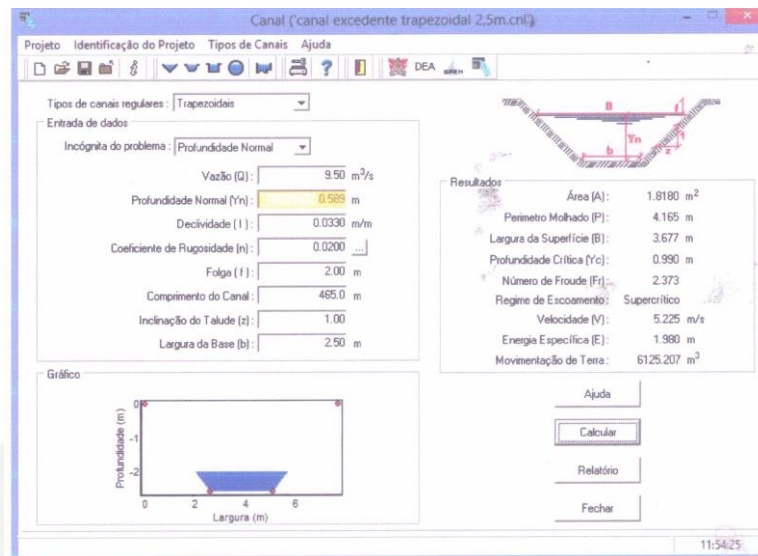 Canal ('canal excedente trapezoidal 2,5m.cnl')
Projeto Identificação do Projeto Tipos de Canais Ajuda
DEA
Tipos de canais regulares : Trapezoidais
Entrada de dados
Incógnita do problema : Profundidade Normal
Vazão (Q) : 9.50 m³/s
Profundidade Normal (Yn) : 0.589 m
Declividade ( I ) : 0.0330 m/m
Coeficiente de Rugosidade (n) : 0.0200 ...
Folga ( f ) : 2.00 m
Comprimento do Canal : 465.0 m
Inclinação do Talude (z) : 1.00
Largura da Base (b) : 2.50 m
B
f
Yn
b
1
z
Resultados
Área (A) : 1.8180 m²
Perimetro Molhado (P) : 4.165 m
Largura da Superfície (B) : 3.677 m
Profundidade Crítica (Yc) : 0.990 m
Número de Froude (Fr) : 2.373
Regime de Escoamento : Supercrítico
Velocidade (V) : 5.225 m/s
Energia Específica (E) : 1.980 m
Movimentação de Terra : 6125.207 m³
Gráfico
Profundidade (m)
0
-1
-2
0 2 4 6
Largura (m)
Ajuda
Calcular
Relatório
Fechar
11:54:25